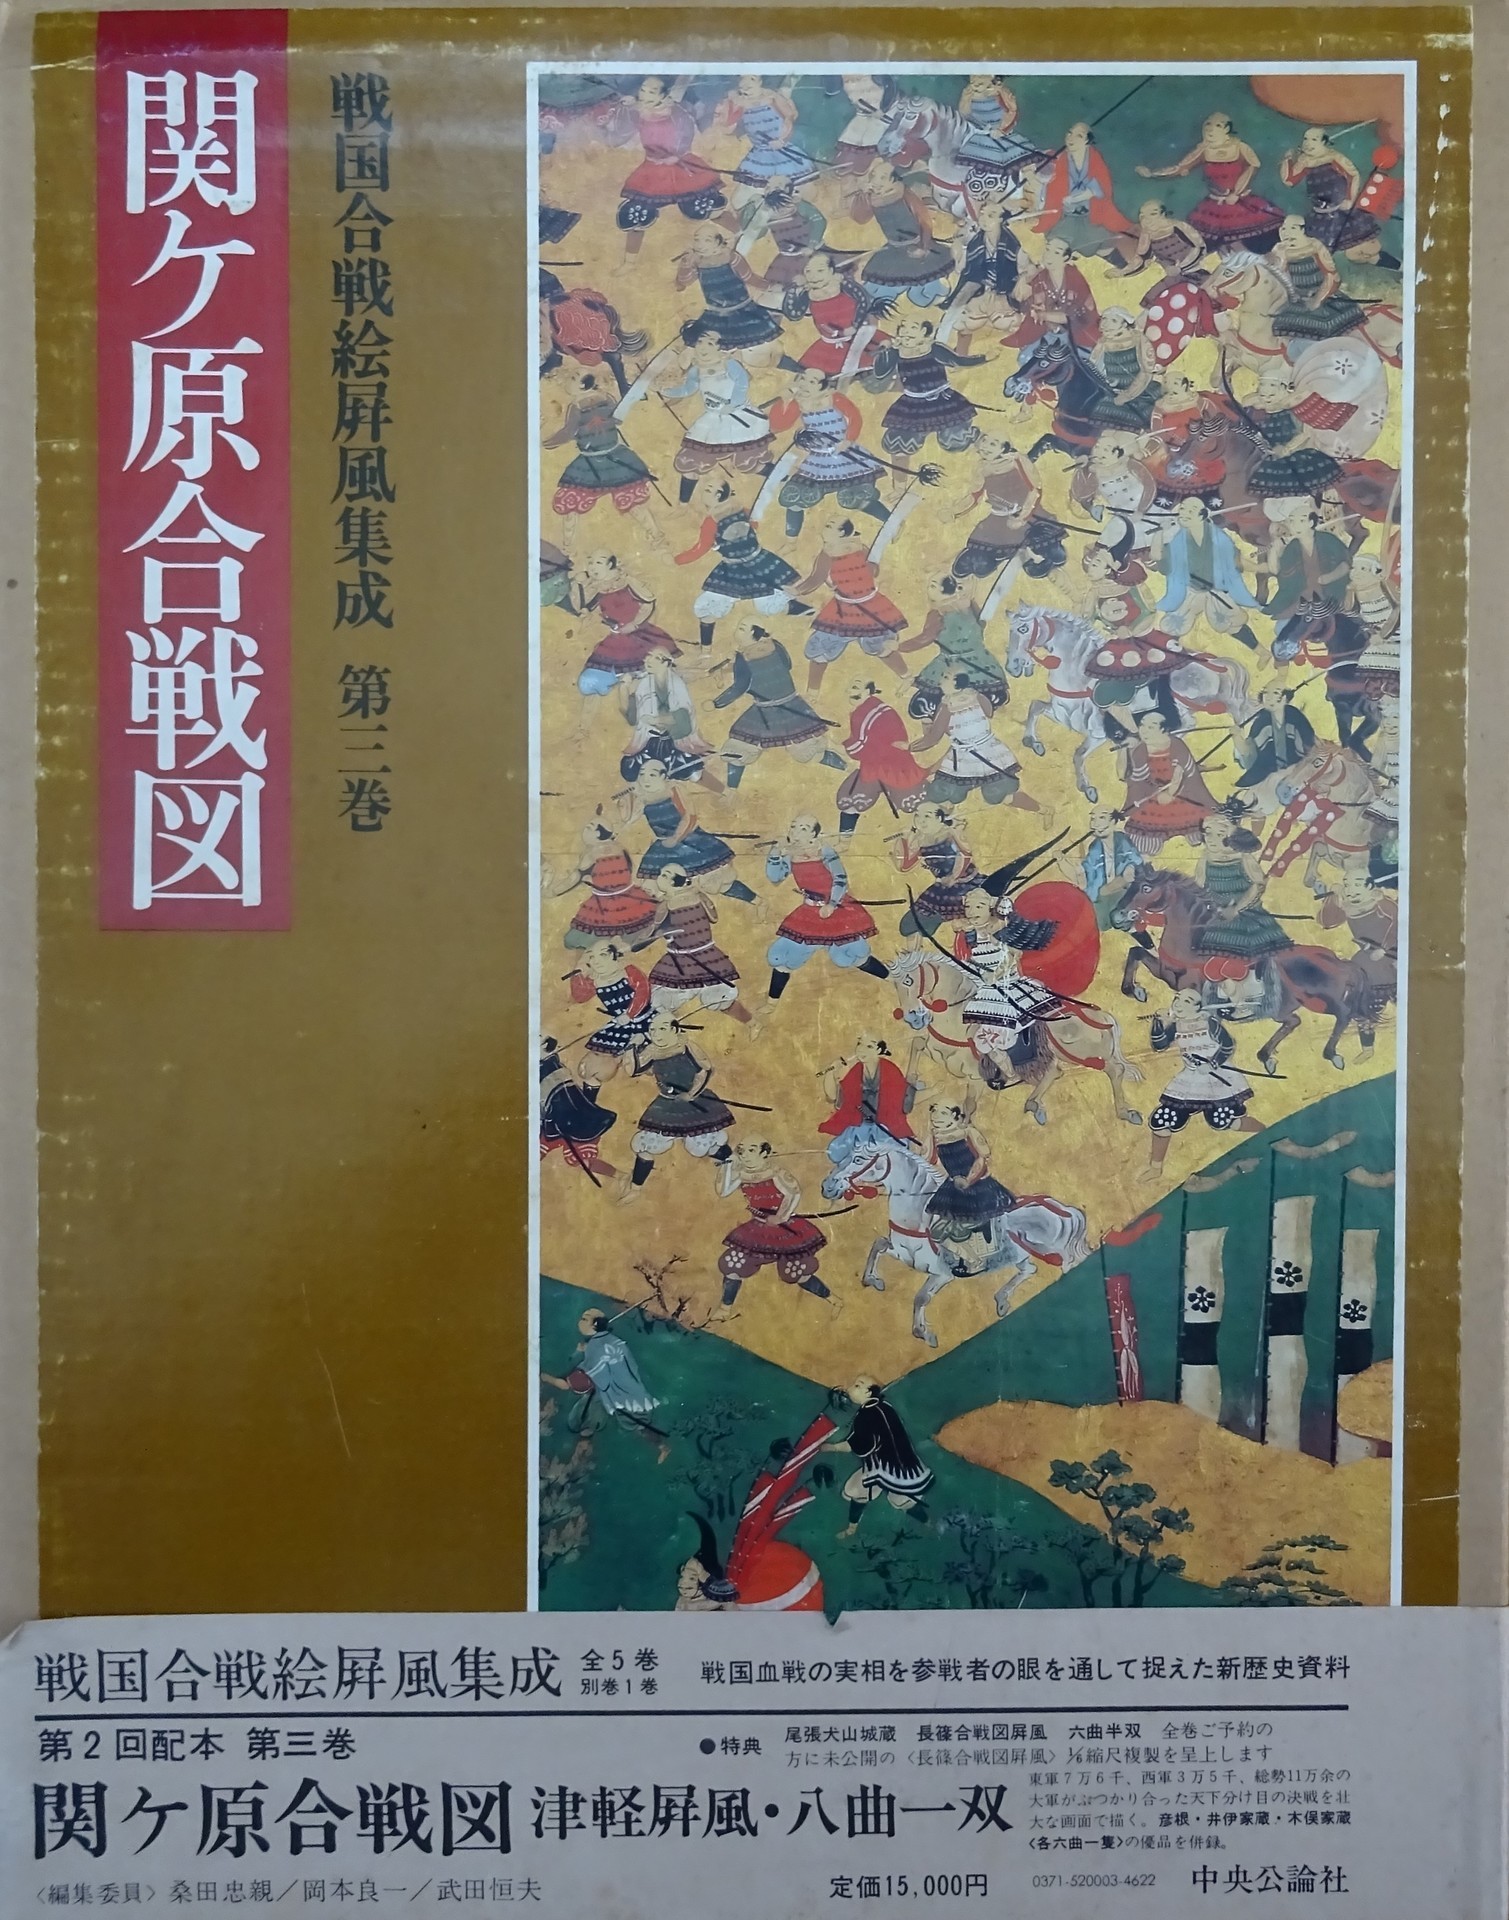 関ケ原合戦図
戦国合戦絵屏風集成 第三巻
戦国合戦絵屏風集成 全5巻 別巻1巻
戦国血戦の実相を参戦者の眼を通して捉えた新歴史資料
第2回配本 第三巻
●特典 尾張犬山城蔵 長篠合戦図屏風 六曲半双 全巻ご予約の
方に未公開の〈長篠合戦図屏風〉1/6縮尺複製を呈上します
関ケ原合戦図 津軽屏風・八曲一双
東軍7万6千、西軍3万5千、総勢11万余の
大軍がぶつかり合った天下分け目の決戦を壮
大な画面で描く。彦根・井伊家蔵・木俣家蔵
〈各六曲一隻〉の優品を併録。
〈編集委員〉桑田忠親／岡本良一／武田恒夫
定価15,000円
0371-520003-4622
中央公論社